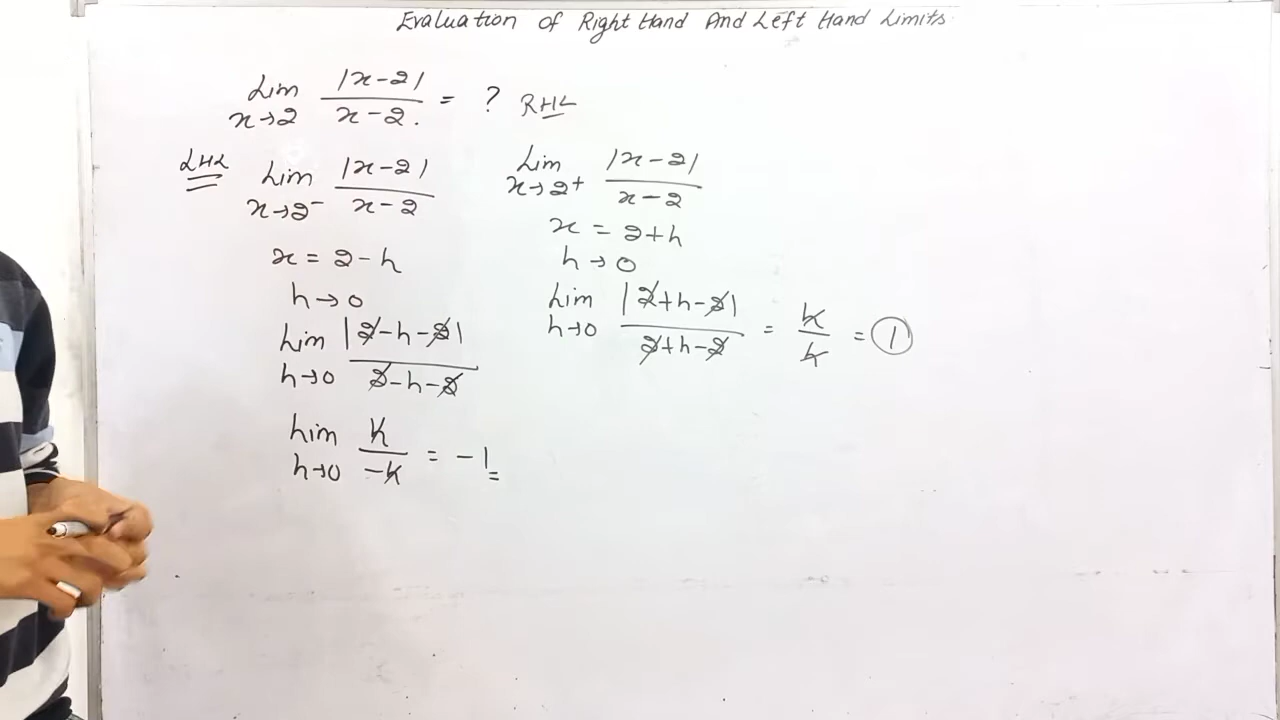 Evaluation of Right Hand And Left Hand Limits.
Lim x→2 |x-2| / x-2. = ?
LHL Lim x→2⁻ |x-2| / x-2
x = 2-h
h→0
Lim h→0 |2-h-2| / 2-h-2
Lim h→0 h / -h = -1
RHL
Lim x→2⁺ |x-2| / x-2
x = 2+h
h→0
Lim h→0 |2+h-2| / 2+h-2 = h / h = 1